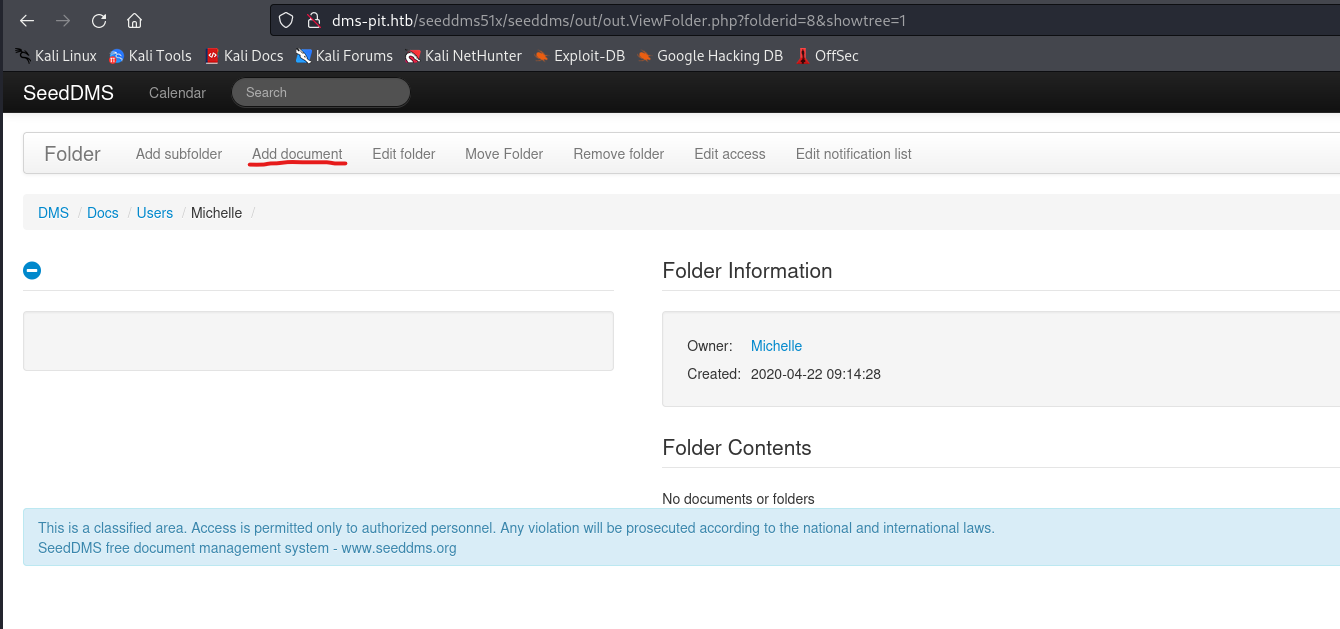 dms-pit.htb/seeddms51x/seeddms/out/out.ViewFolder.php?folderid=8&showtree=1
Kali Linux Kali Tools Kali Docs Kali Forums Kali NetHunter Exploit-DB Google Hacking DB OffSec
SeedDMS Calendar Search
Folder Add subfolder Add document Edit folder Move Folder Remove folder Edit access Edit notification list
DMS / Docs / Users / Michelle /
Folder Information
Owner: Michelle
Created: 2020-04-22 09:14:28
Folder Contents
No documents or folders
This is a classified area. Access is permitted only to authorized personnel. Any violation will be prosecuted according to the national and international laws.
SeedDMS free document management system - www.seeddms.org